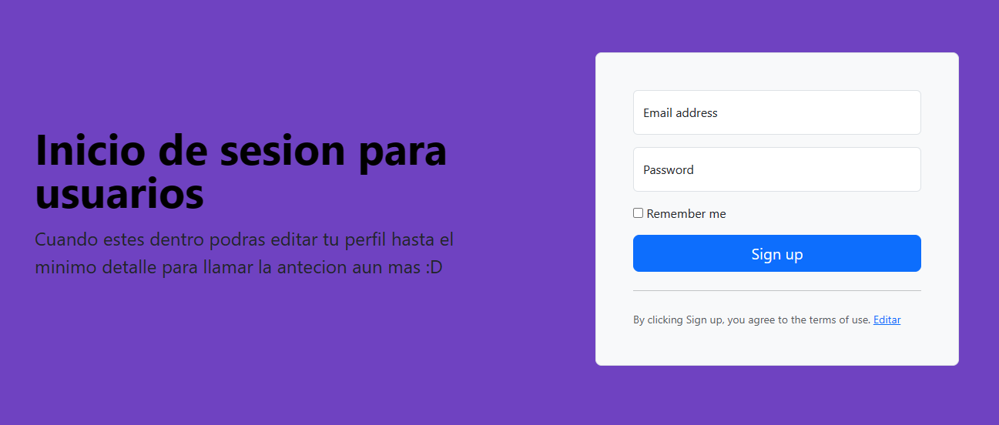 Inicio de sesion para
usuarios
Cuando estes dentro podras editar tu perfil hasta el
minimo detalle para llamar la antecion aun mas :D
Email address
Password
Remember me
Sign up
By clicking Sign up, you agree to the terms of use. Editar